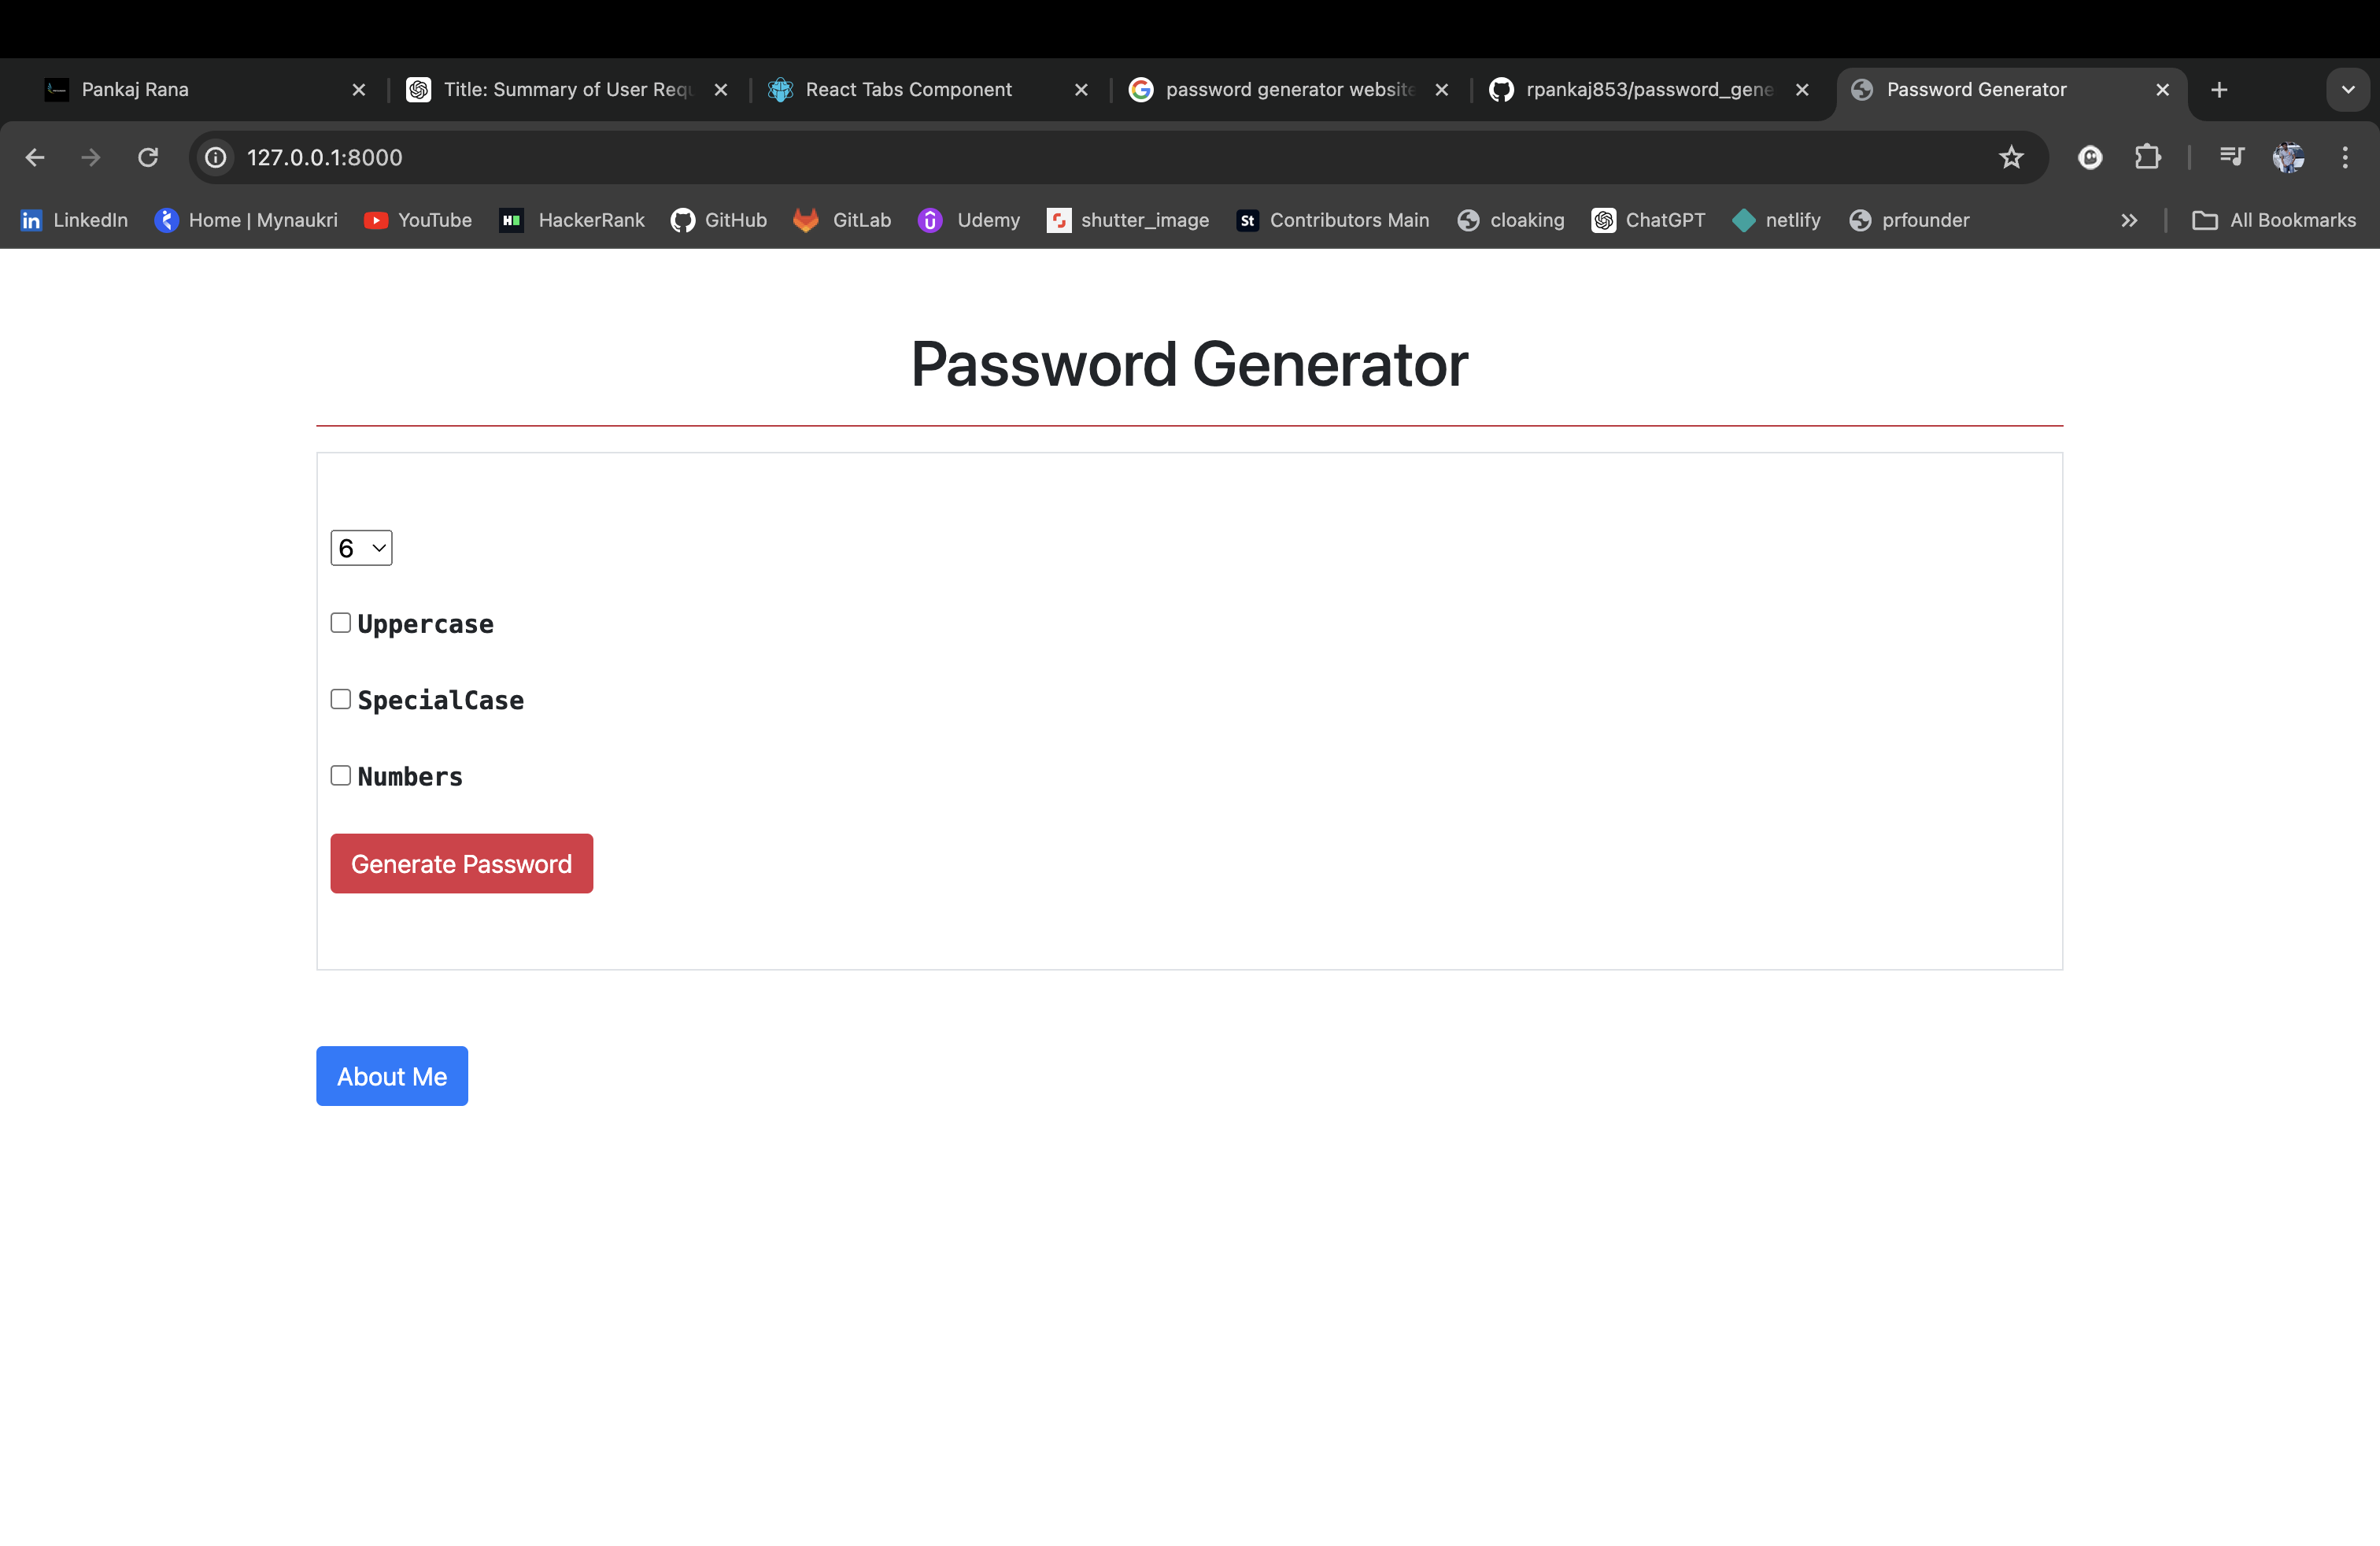 Pankaj Rana
Title: Summary of User Requ
React Tabs Component
password generator website
rpankaj853/password_gene
Password Generator
127.0.0.1:8000
LinkedIn
Home | Mynaukri
YouTube
HackerRank
GitHub
GitLab
Udemy
shutter_image
St Contributors Main
cloaking
ChatGPT
netlify
prfounder
All Bookmarks
Password Generator
6
Uppercase
SpecialCase
Numbers
Generate Password
About Me